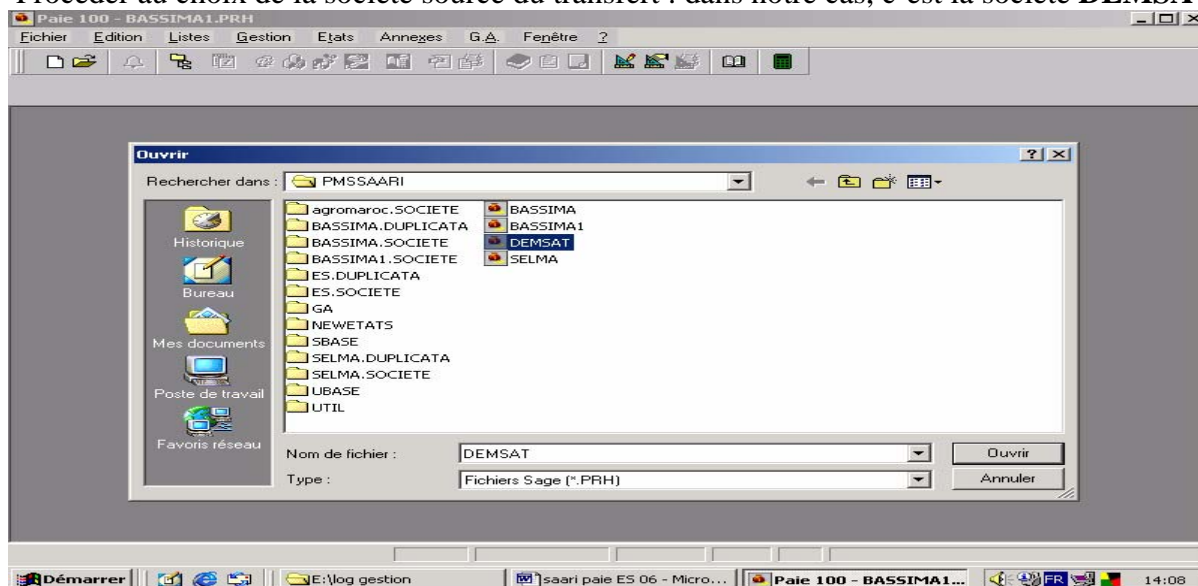 Procéder au choix de la société source du transfert : dans notre cas, c'est la société DEMSAT
Paie 100 - BASSIMA1.PRH
Fichier Edition Listes Gestion Etats Annexes G.A. Fenêtre ?
Ouvrir
Rechercher dans : PMSSAARI
Historique
Bureau
Mes documents
Poste de travail
Favoris réseau
agromaroc.SOCIETE
BASSIMA.DUPLICATA
BASSIMA.SOCIETE
BASSIMA1.SOCIETE
ES.DUPLICATA
ES.SOCIETE
GA
NEWETATS
SBASE
SELMA.DUPLICATA
SELMA.SOCIETE
UBASE
UTIL
BASSIMA
BASSIMA1
DEMSAT
SELMA
Nom de fichier : DEMSAT Ouvrir
Type : Fichiers Sage (*.PRH) Annuler
Démarrer E:\log gestion saari paie ES 06 - Micro... Paie 100 - BASSIMA1... FR 14:08